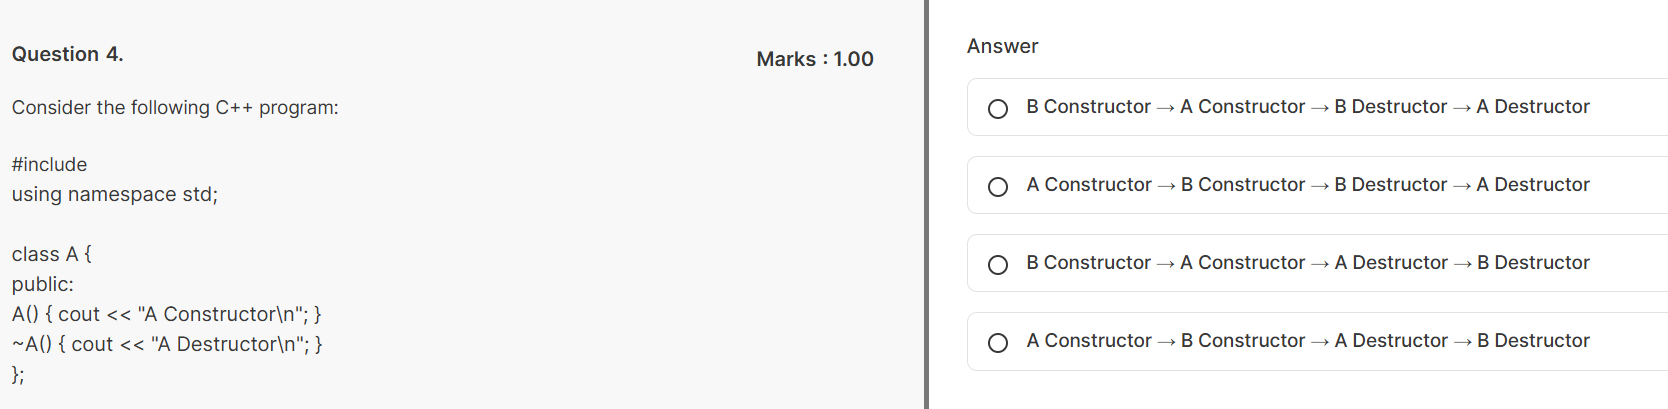 Question 4.
Marks : 1.00
Consider the following C++ program:
#include
using namespace std;
class A {
public:
A() { cout << "A Constructor\n"; }
~A() { cout << "A Destructor\n"; }
};
Answer
B Constructor → A Constructor → B Destructor → A Destructor
A Constructor → B Constructor → B Destructor → A Destructor
B Constructor → A Constructor → A Destructor → B Destructor
A Constructor → B Constructor → A Destructor → B Destructor